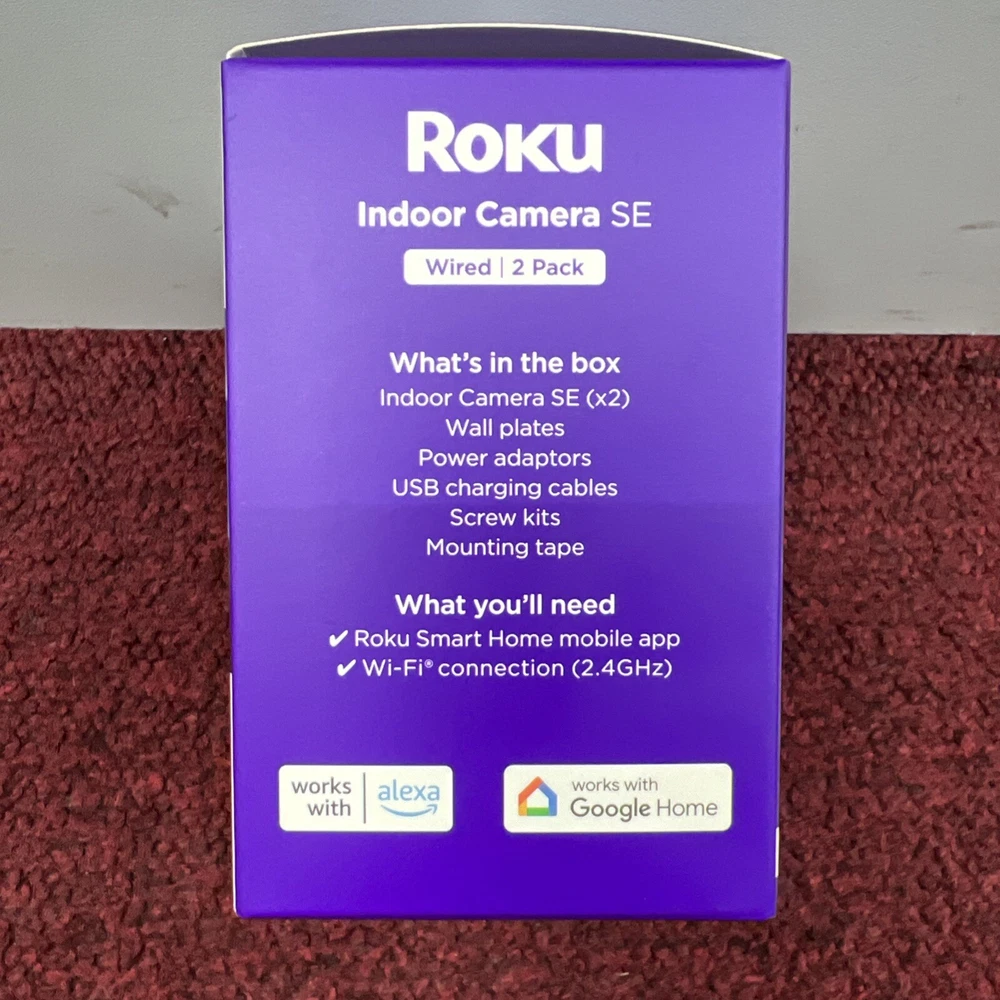 Roku
Indoor Camera SE
Wired | 2 Pack
What's in the box
Indoor Camera SE (x2)
Wall plates
Power adaptors
USB charging cables
Screw kits
Mounting tape
What you'll need
✔ Roku Smart Home mobile app
✔ Wi-Fi® connection (2.4GHz)
works with | alexa
works with
Google Home